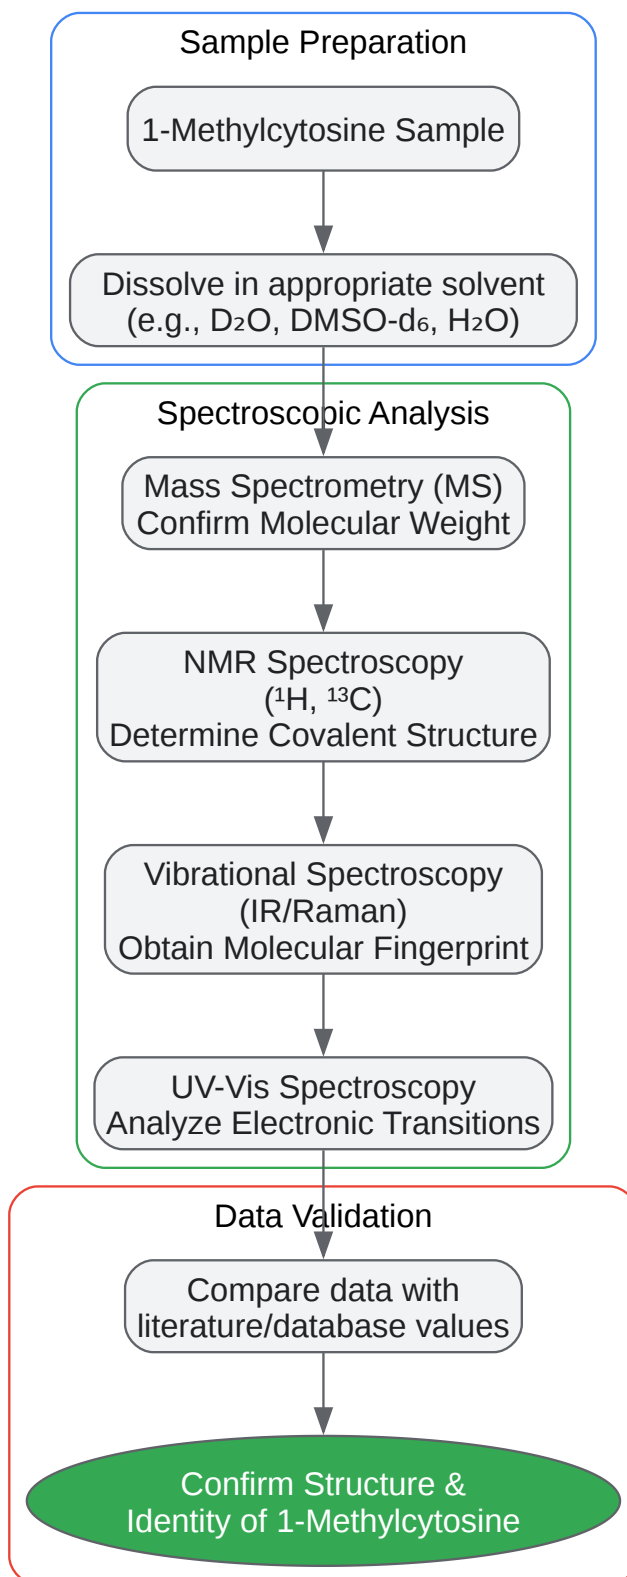 Sample Preparation
1-Methylcytosine Sample
Dissolve in appropriate solvent
(e.g., D₂O, DMSO-d₆, H₂O)
Spectroscopic Analysis
Mass Spectrometry (MS)
Confirm Molecular Weight
NMR Spectroscopy
(¹H, ¹³C)
Determine Covalent Structure
Vibrational Spectroscopy
(IR/Raman)
Obtain Molecular Fingerprint
UV-Vis Spectroscopy
Analyze Electronic Transitions
Data Validation
Compare data with
literature/database values
Confirm Structure &
Identity of 1-Methylcytosine